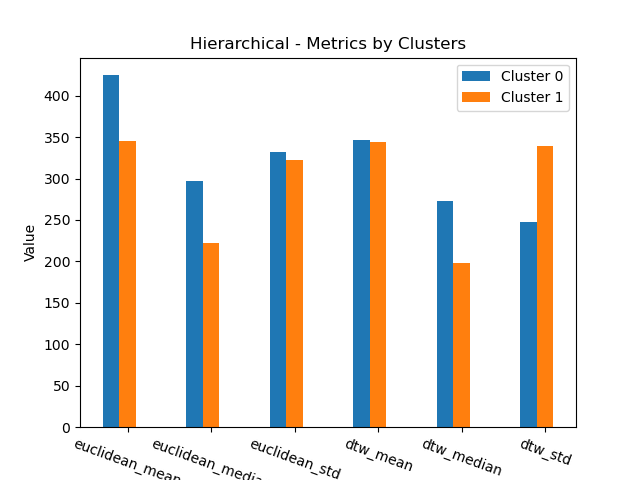 Hierarchical - Metrics by Clusters
Cluster 0
Cluster 1
Value
400
350
300
250
200
150
100
50
0
euclidean_mean
euclidean_media
euclidean_std
dtw_mean
dtw_median
dtw_std